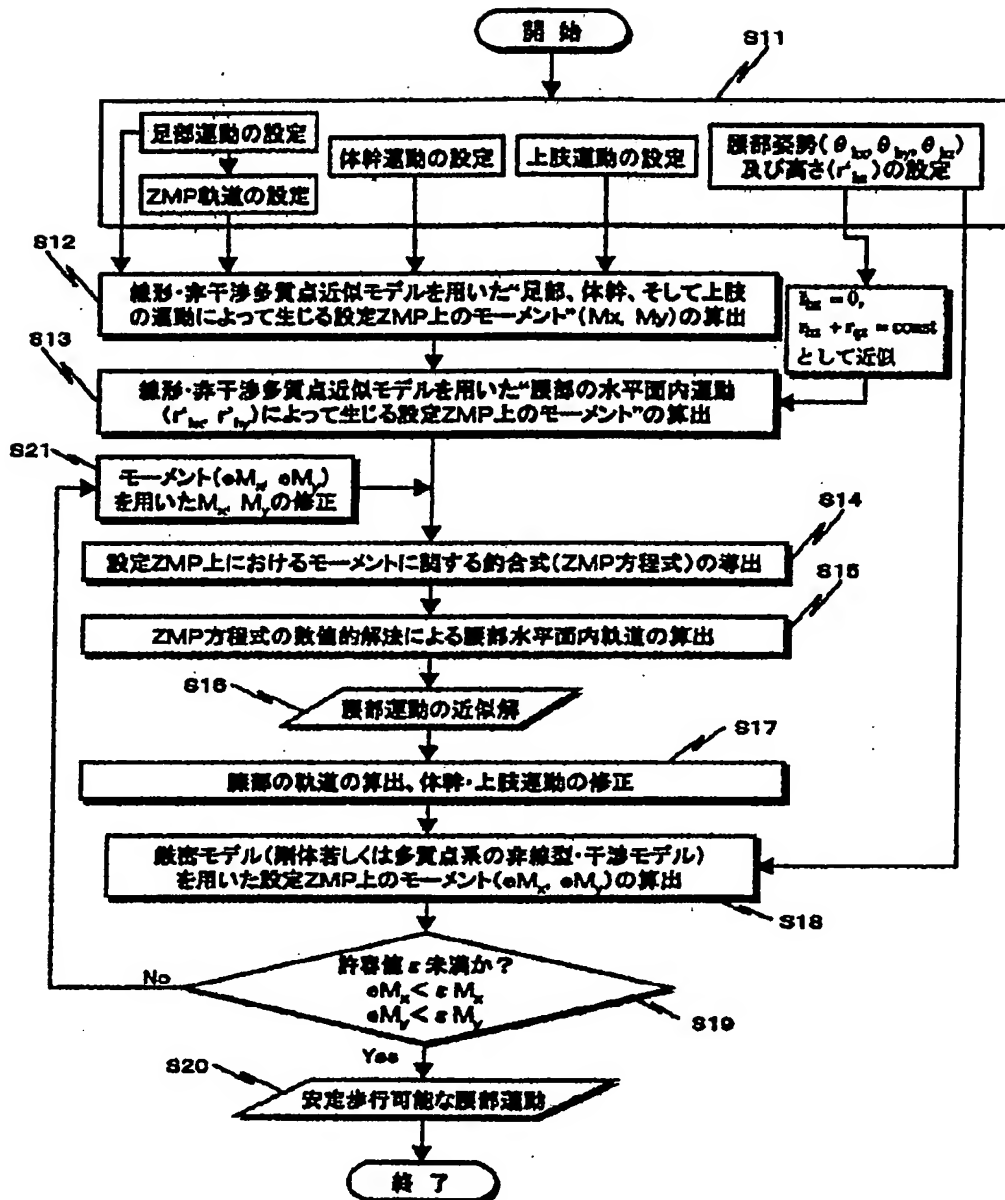 開 始
S11
足部運動の設定
ZMP軌道の設定
体幹運動の設定
上肢運動の設定
腰部姿勢(θhx, θhy, θhz)
及び高さ(r'hz)の設定
S12
線形・非干渉多質点近似モデルを用いた“足部、体幹、そして上肢
の運動によって生じる設定ZMP上のモーメント”(Mx, My)の算出
= 0,
= const
として近似
S13
線形・非干渉多質点近似モデルを用いた“腰部の水平面内運動
(r'hx, r'hy)によって生じる設定ZMP上のモーメント”の算出
S21
モーメント(eMx, eMy)
を用いたMx, Myの修正
S14
設定ZMP上におけるモーメントに関する釣合式(ZMP方程式)の導出
S15
ZMP方程式の数値的解法による腰部水平面内軌道の算出
S16
腰部運動の近似解
S17
腰部の軌道の算出、体幹・上肢運動の修正
厳密モデル(剛体若しくは多質点系の非線型・干渉モデル)
を用いた設定ZMP上のモーメント(eMx, eMy)の算出
S18
許容値 ε 未満か？
eMx < ε Mx
eMy < ε My
No
S19
Yes
S20
安定歩行可能な腰部運動
終 了